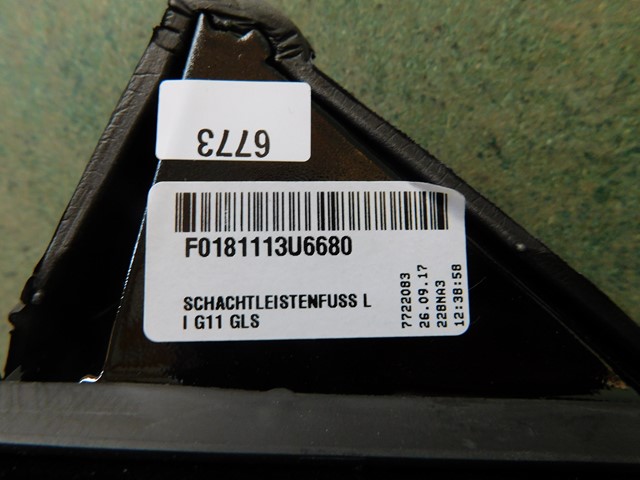 6773
F0181113U6680
SCHACHTLEISTENFUSS L
I G11 GLS
7722083
26.09.17
228NA3
12:38:58